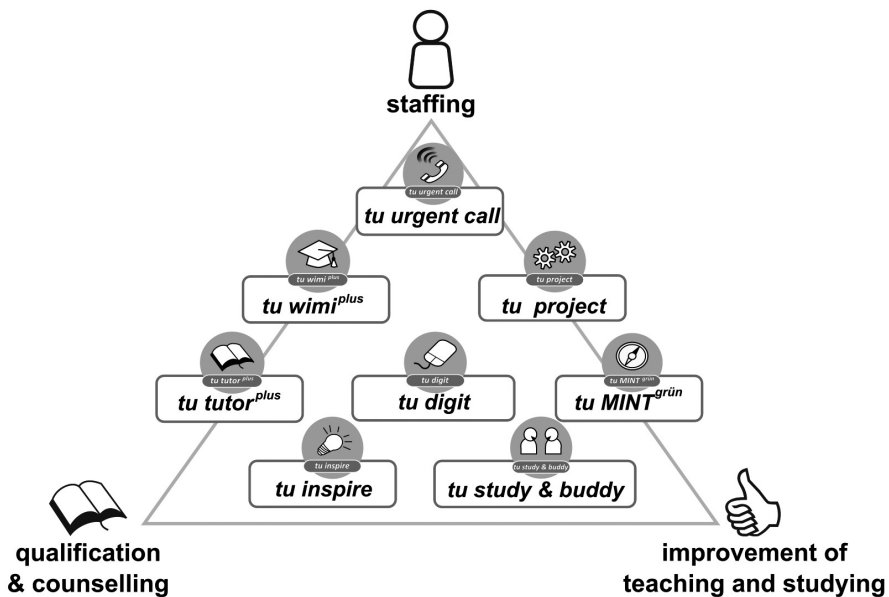 staffing
tu urgent call
tu urgent call
tu wimi plus
tu wimi plus
tu project
tu project
tu tutor plus
tu tutor plus
tu digit
tu digit
tu MINT grün
tu MINT grün
tu inspire
tu inspire
tu study & buddy
tu study & buddy
qualification
& counselling
improvement of
teaching and studying